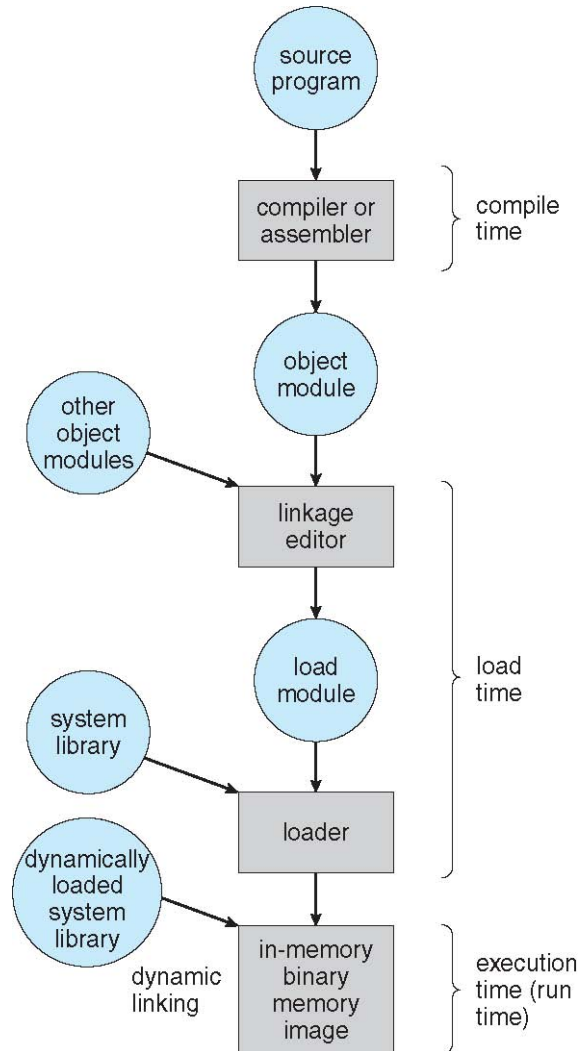 source
program
compiler or
assembler
compile
time
object
module
other
object
modules
linkage
editor
load
module
load
time
system
library
loader
dynamically
loaded
system
library
dynamic
linking
in-memory
binary
memory
image
execution
time (run
time)